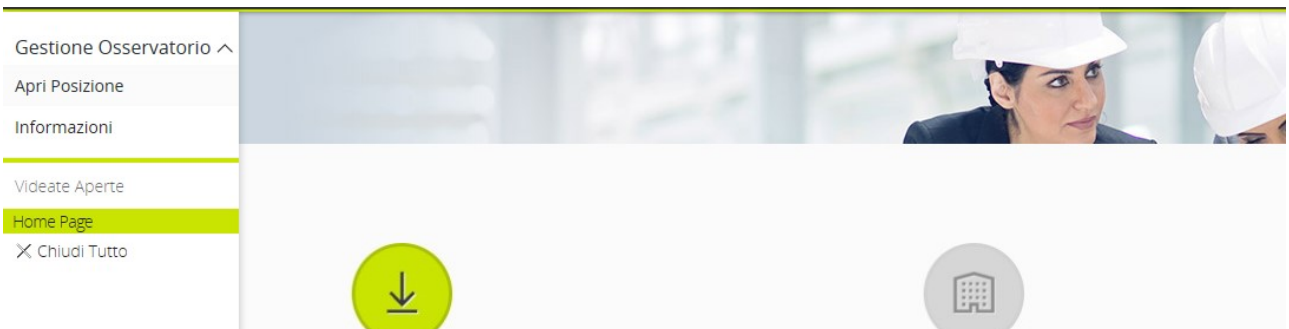 Gestione Osservatorio
Apri Posizione
Informazioni
Videate Aperte
Home Page
Chiudi Tutto